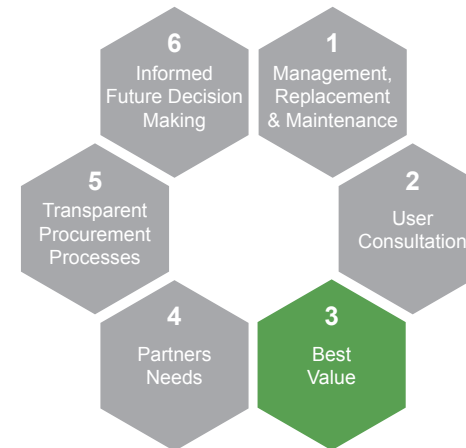 6
Informed
Future Decision
Making
1
Management,
Replacement
& Maintenance
5
Transparent
Procurement
Processes
2
User
Consultation
4
Partners
Needs
3
Best
Value